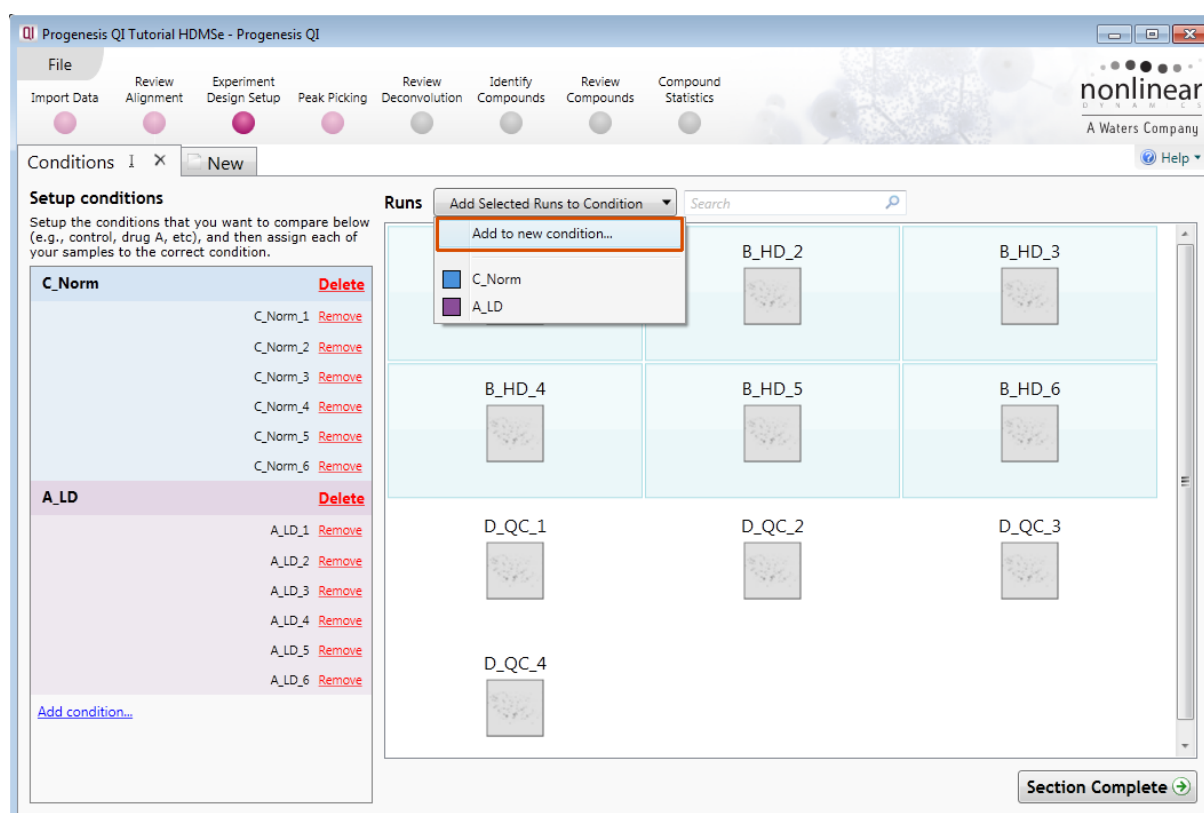 QI Progenesis QI Tutorial HDMSe - Progenesis QI
File
Import Data
Review Alignment
Experiment Design Setup
Peak Picking
Review Deconvolution
Identify Compounds
Review Compounds
Compound Statistics
nonlinear
DYNAMICS
A Waters Company
Conditions
New
Help
Setup conditions
Setup the conditions that you want to compare below
(e.g., control, drug A, etc), and then assign each of
your samples to the correct condition.
C_Norm Delete
C_Norm_1 Remove
C_Norm_2 Remove
C_Norm_3 Remove
C_Norm_4 Remove
C_Norm_5 Remove
C_Norm_6 Remove
A_LD Delete
A_LD_1 Remove
A_LD_2 Remove
A_LD_3 Remove
A_LD_4 Remove
A_LD_5 Remove
A_LD_6 Remove
Add condition...
Runs Add Selected Runs to Condition Search
Add to new condition...
C_Norm
A_LD
B_HD_2 B_HD_3
B_HD_4 B_HD_5 B_HD_6
D_QC_1 D_QC_2 D_QC_3
D_QC_4
Section Complete